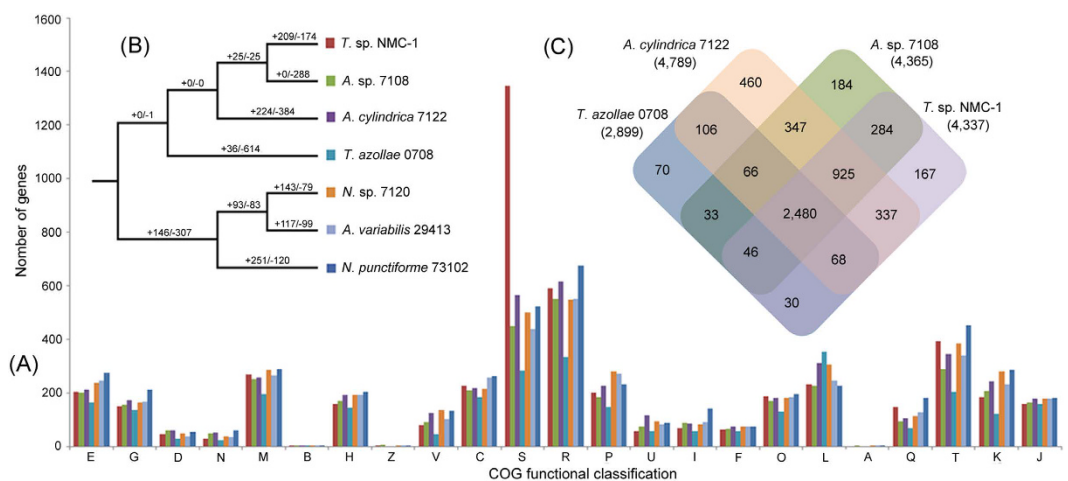 1600
1400
1200
1000
800
600
400
200
0
Nomber of genes
(A)
(B)
+209/-174
+25/-25
+0/-288
+0/-0
+224/-384
+0/-1
+36/-614
+143/-79
+93/-83
+117/-99
+146/-307
+251/-120
T. sp. NMC-1
A. sp. 7108
A. cylindrica 7122
T. azollae 0708
N. sp. 7120
A. variabilis 29413
N. punctiforme 73102
(C)
A. cylindrica 7122
(4,789)
A. sp. 7108
(4,365)
T. azollae 0708
(2,899)
T. sp. NMC-1
(4,337)
460
184
106
347
284
70
66
925
167
33
2,480
337
46
68
30
E G D N M B H Z V C S R P U I F O L A Q T K J
COG functional classification